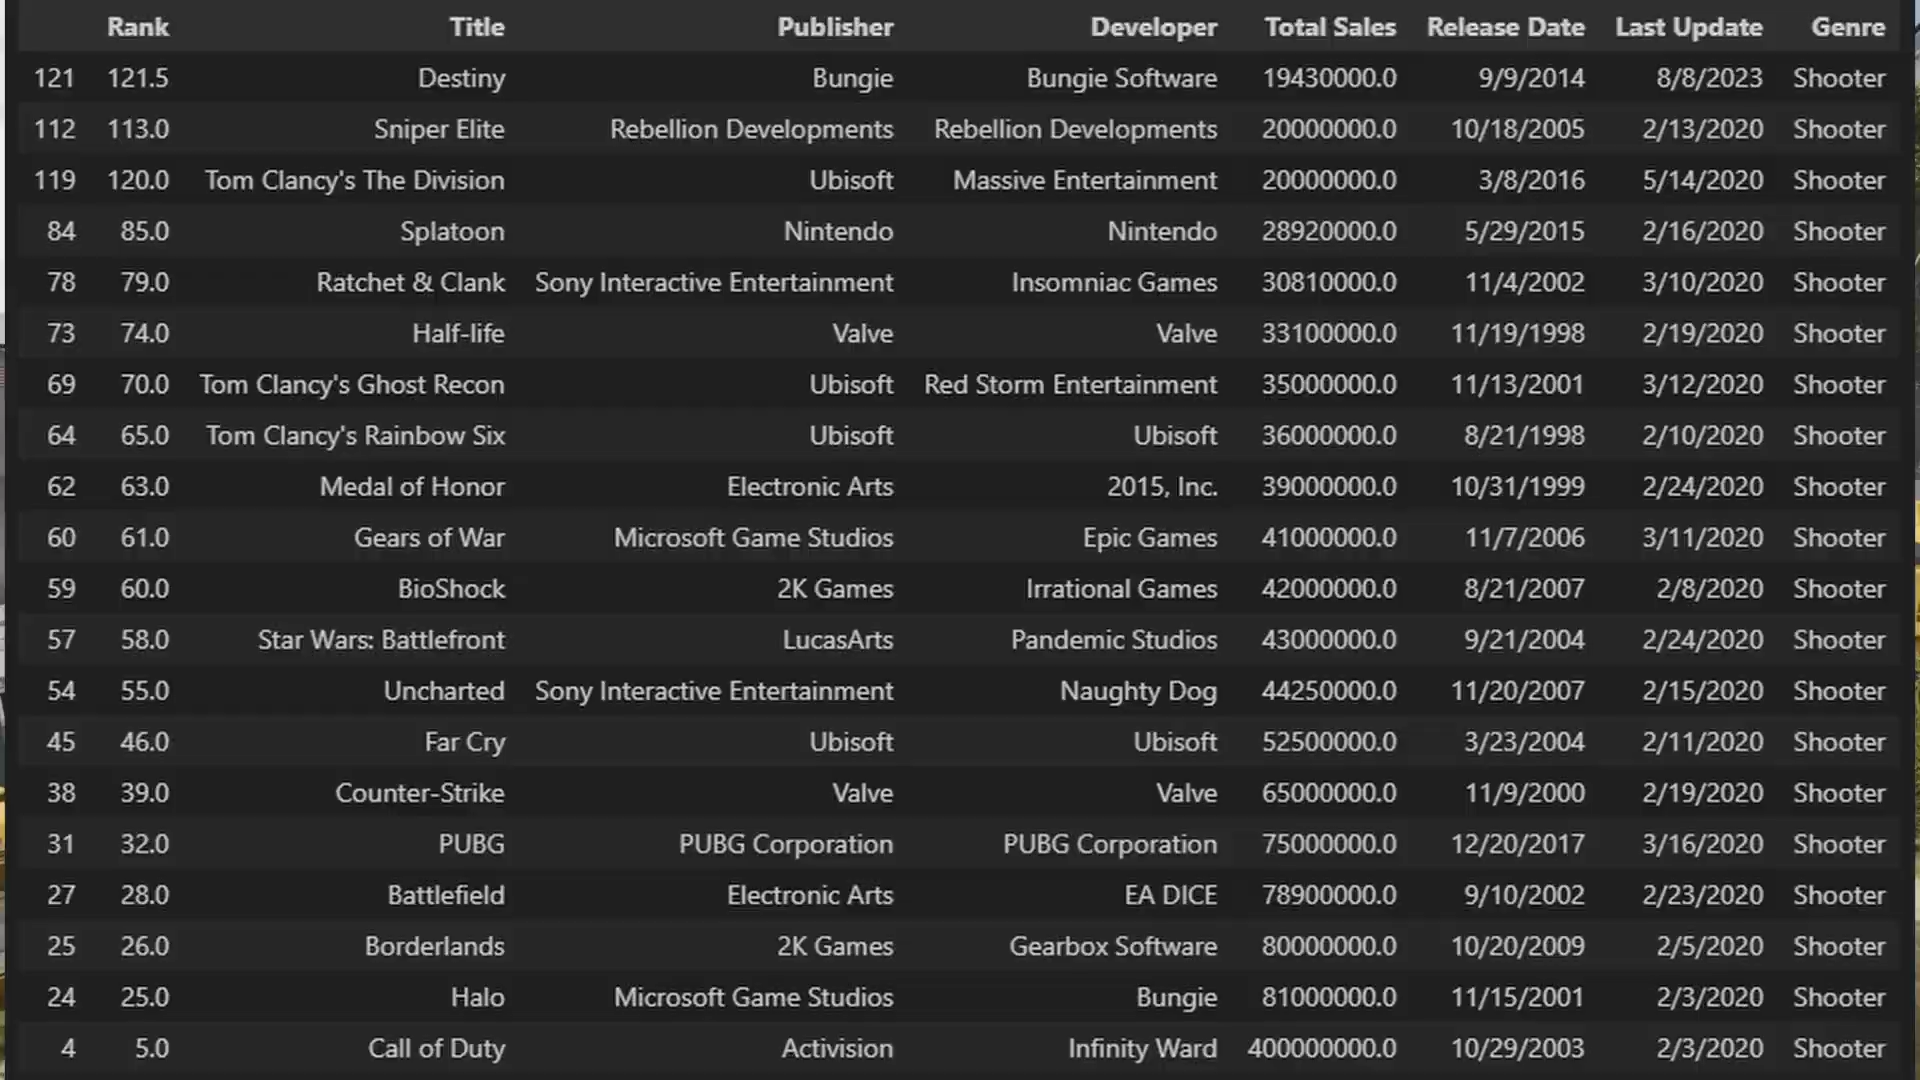 Rank Title Publisher Developer Total Sales Release Date Last Update Genre
121 121.5 Destiny Bungie Bungie Software 19430000.0 9/9/2014 8/8/2023 Shooter
112 113.0 Sniper Elite Rebellion Developments Rebellion Developments 20000000.0 10/18/2005 2/13/2020 Shooter
119 120.0 Tom Clancy's The Division Ubisoft Massive Entertainment 20000000.0 3/8/2016 5/14/2020 Shooter
84 85.0 Splatoon Nintendo Nintendo 28920000.0 5/29/2015 2/16/2020 Shooter
78 79.0 Ratchet & Clank Sony Interactive Entertainment Insomniac Games 30810000.0 11/4/2002 3/10/2020 Shooter
73 74.0 Half-life Valve Valve 33100000.0 11/19/1998 2/19/2020 Shooter
69 70.0 Tom Clancy's Ghost Recon Ubisoft Red Storm Entertainment 35000000.0 11/13/2001 3/12/2020 Shooter
64 65.0 Tom Clancy's Rainbow Six Ubisoft Ubisoft 36000000.0 8/21/1998 2/10/2020 Shooter
62 63.0 Medal of Honor Electronic Arts 2015, Inc. 39000000.0 10/31/1999 2/24/2020 Shooter
60 61.0 Gears of War Microsoft Game Studios Epic Games 41000000.0 11/7/2006 3/11/2020 Shooter
59 60.0 BioShock 2K Games Irrational Games 42000000.0 8/21/2007 2/8/2020 Shooter
57 58.0 Star Wars: Battlefront LucasArts Pandemic Studios 43000000.0 9/21/2004 2/24/2020 Shooter
54 55.0 Uncharted Sony Interactive Entertainment Naughty Dog 44250000.0 11/20/2007 2/15/2020 Shooter
45 46.0 Far Cry Ubisoft Ubisoft 52500000.0 3/23/2004 2/11/2020 Shooter
38 39.0 Counter-Strike Valve Valve 65000000.0 11/9/2000 2/19/2020 Shooter
31 32.0 PUBG PUBG Corporation PUBG Corporation 75000000.0 12/20/2017 3/16/2020 Shooter
27 28.0 Battlefield Electronic Arts EA DICE 78900000.0 9/10/2002 2/23/2020 Shooter
25 26.0 Borderlands 2K Games Gearbox Software 80000000.0 10/20/2009 2/5/2020 Shooter
24 25.0 Halo Microsoft Game Studios Bungie 81000000.0 11/15/2001 2/3/2020 Shooter
4 5.0 Call of Duty Activision Infinity Ward 400000000.0 10/29/2003 2/3/2020 Shooter